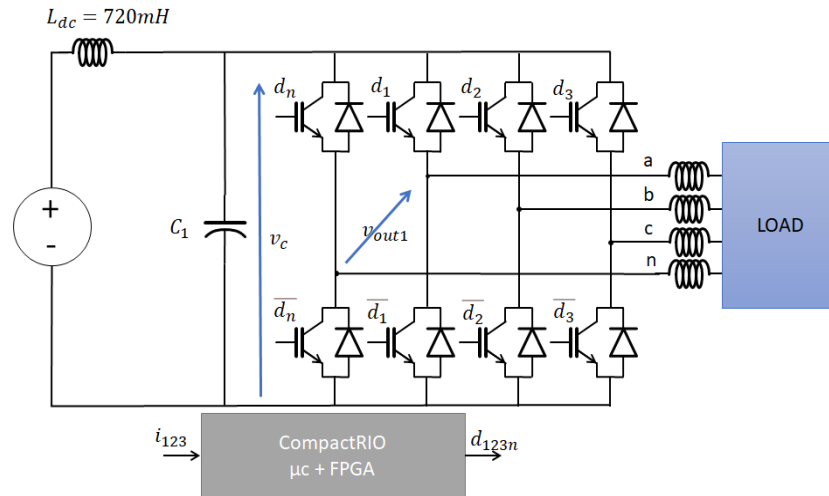 L_dc = 720mH
d_n d_1 d_2 d_3
a
b
c
n
LOAD
+
-
C_1
v_c
v_out1
d̅_n̅ d̅_1̅ d̅_2̅ d̅_3̅
i_123
CompactRIO
µc + FPGA
d_123n